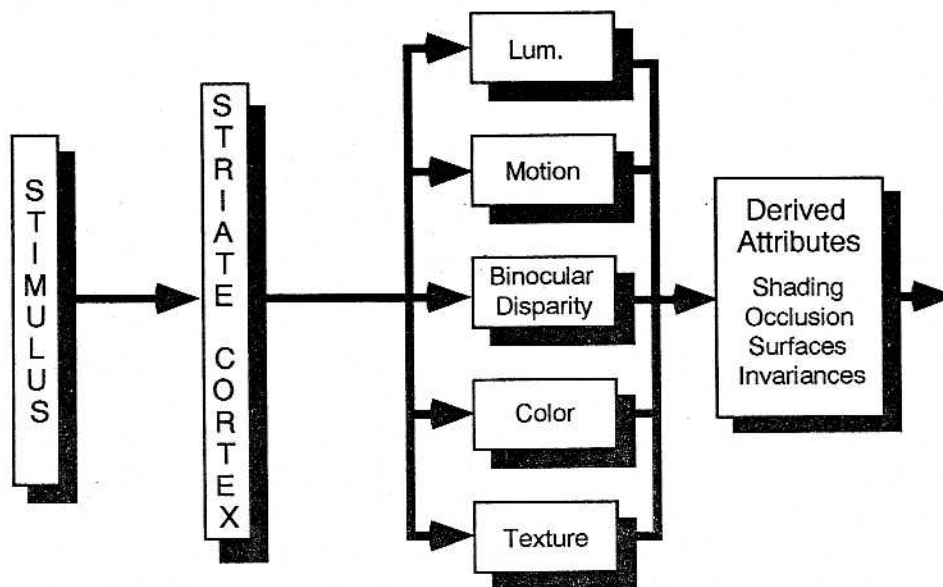 STIMULUS
STRIATE CORTEX
Lum.
Motion
Binocular
Disparity
Color
Texture
Derived
Attributes
Shading
Occlusion
Surfaces
Invariances